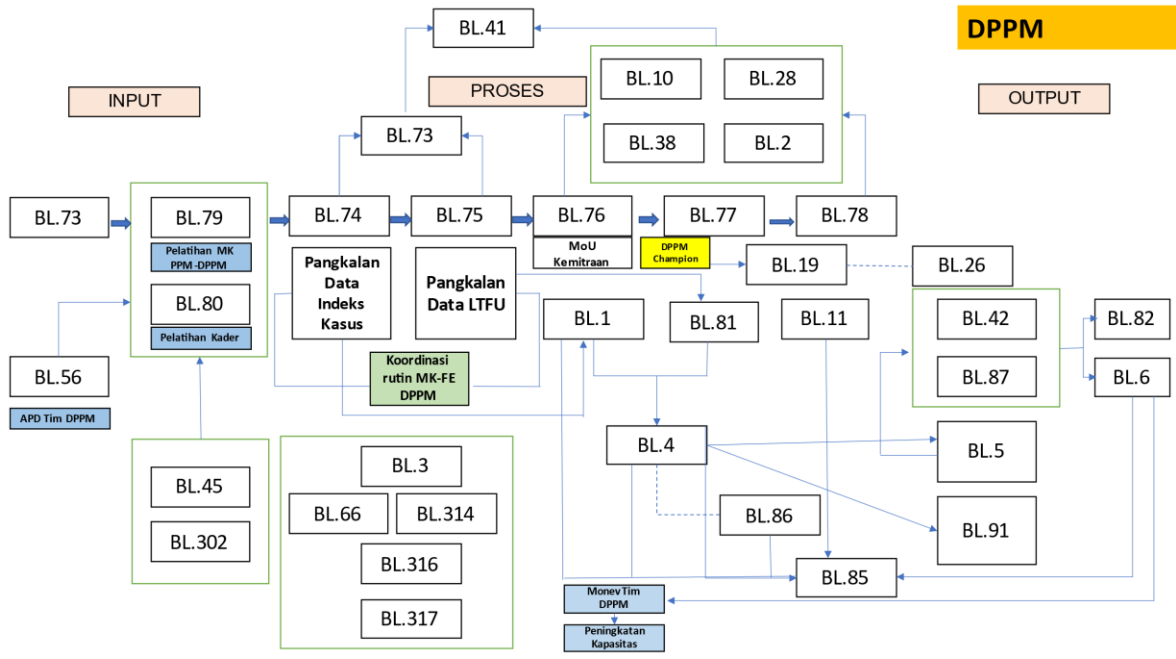 DPPM
BL.41
INPUT
PROSES
BL.10
BL.28
OUTPUT
BL.73
BL.38
BL.2
BL.73
BL.79
BL.74
BL.75
BL.76
BL.77
BL.78
Pelatihan MK
PPM -DPPM
MoU
Kemitraan
DPPM
Champion
BL.80
Pelatihan Kader
Pangkalan
Data
Indeks
Kasus
Pangkalan
Data LTFU
BL.19
BL.26
BL.1
BL.81
BL.11
BL.42
BL.82
BL.56
APD Tim DPPM
Koordinasi
rutin MK-FE
DPPM
BL.87
BL.6
BL.4
BL.5
BL.45
BL.302
BL.3
BL.66
BL.314
BL.316
BL.317
BL.86
BL.91
BL.85
MonevTim
DPPM
Peningkatan
Kapasitas